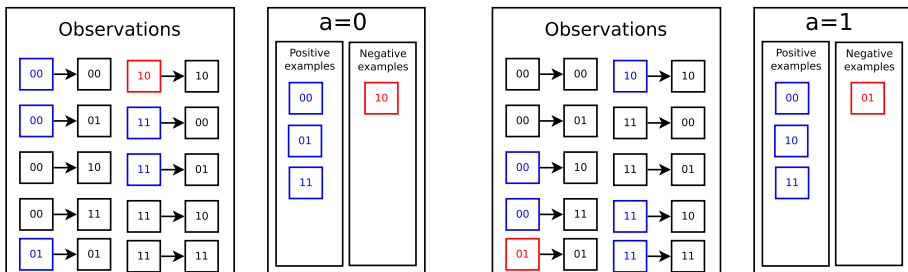 Observations
00 00 10 10
00 01 11 00
00 10 11 01
00 11 11 10
01 01 11 11
a=0
Positive examples
Negative examples
00
01
11
10
Observations
00 00 10 10
00 01 11 00
00 10 11 01
00 11 11 10
01 01 11 11
a=1
Positive examples
Negative examples
00
10
11
01